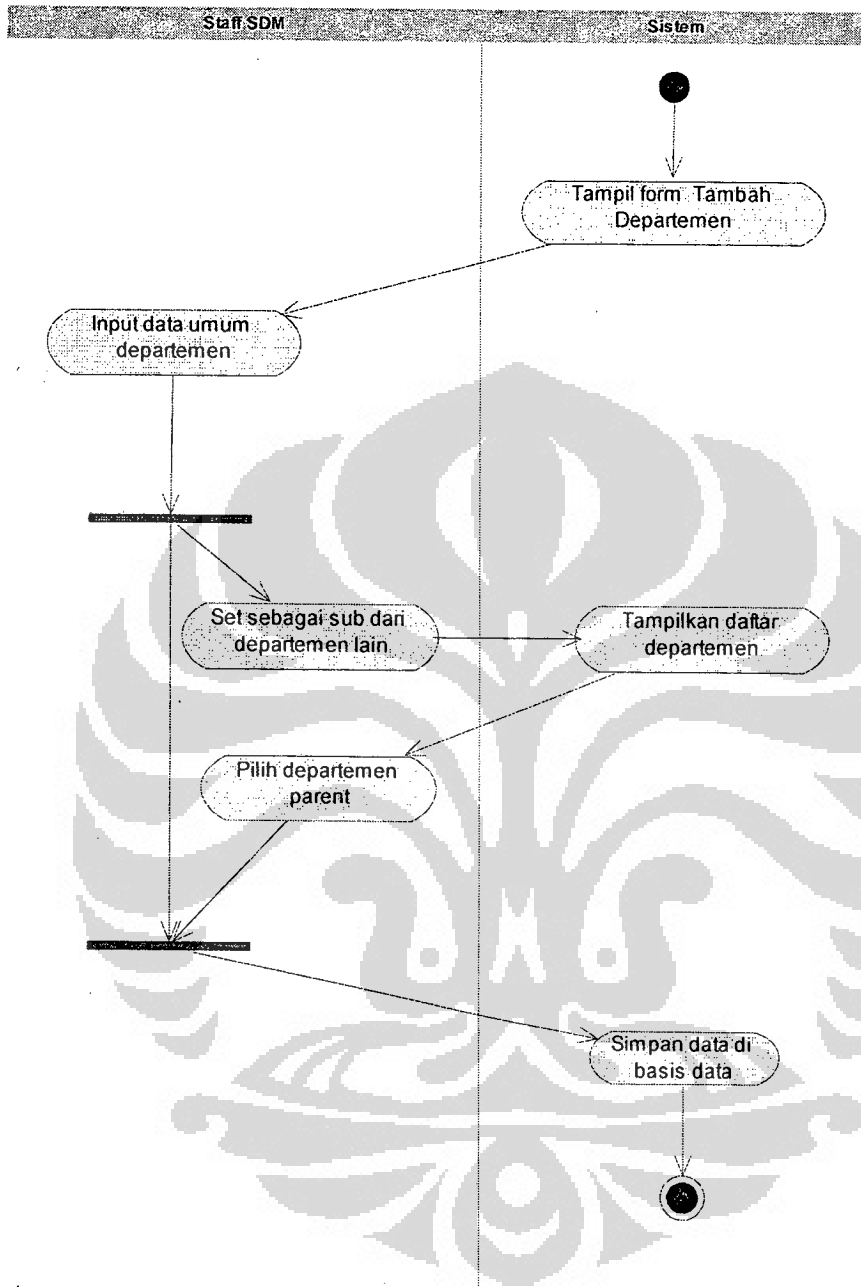 Staff SDM
Sistem
Tampil form Tambah
Departemen
Input data umum
departemen
Set sebagai sub dari
departemen lain
Tampilkan daftar
departemen
Pilih departemen
parent
Simpan data di
basis data